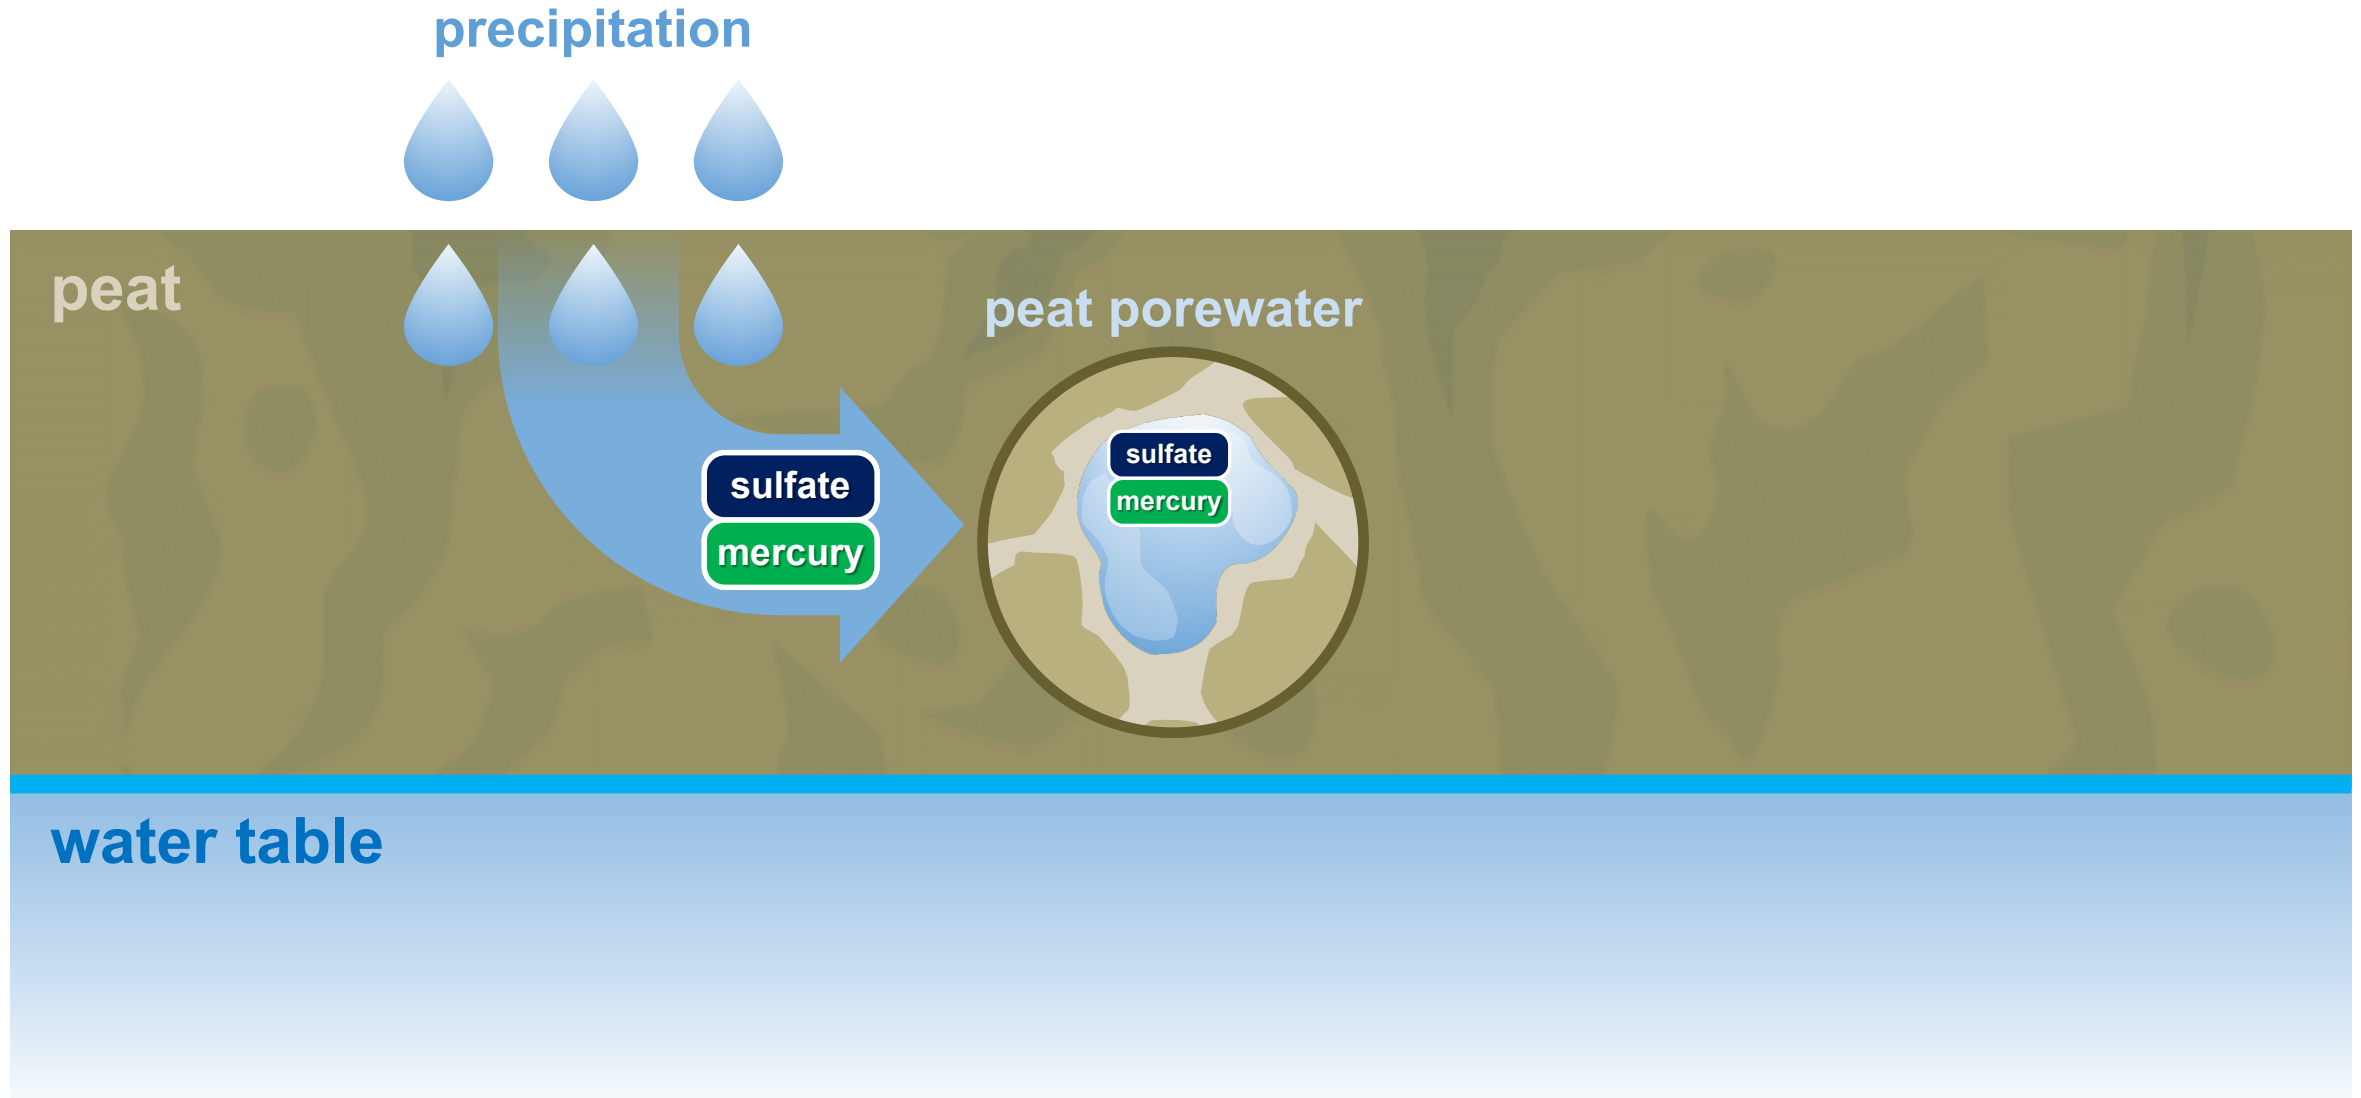 precipitation
peat
peat porewater
sulfate
mercury
sulfate
mercury
water table